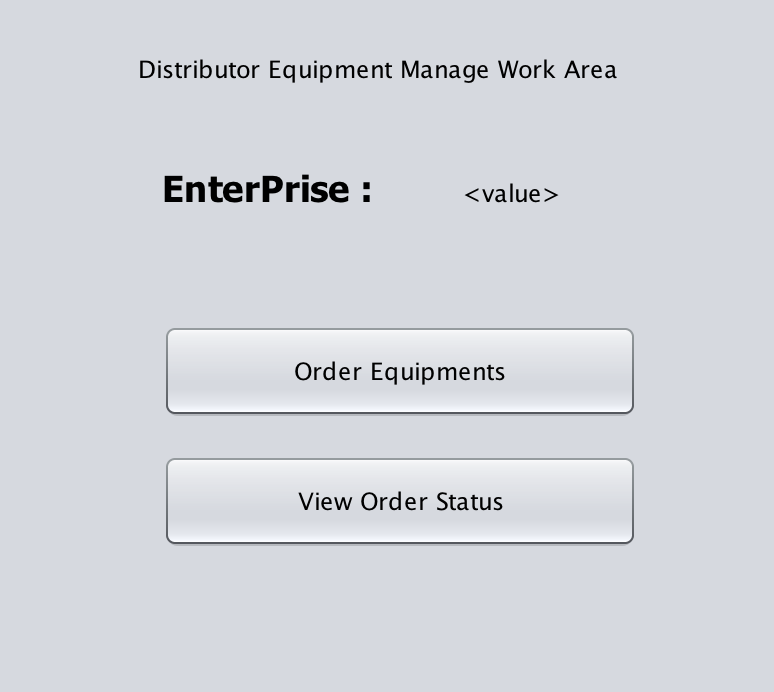 Distributor Equipment Manage Work Area
EnterPrise : <value>
Order Equipments
View Order Status